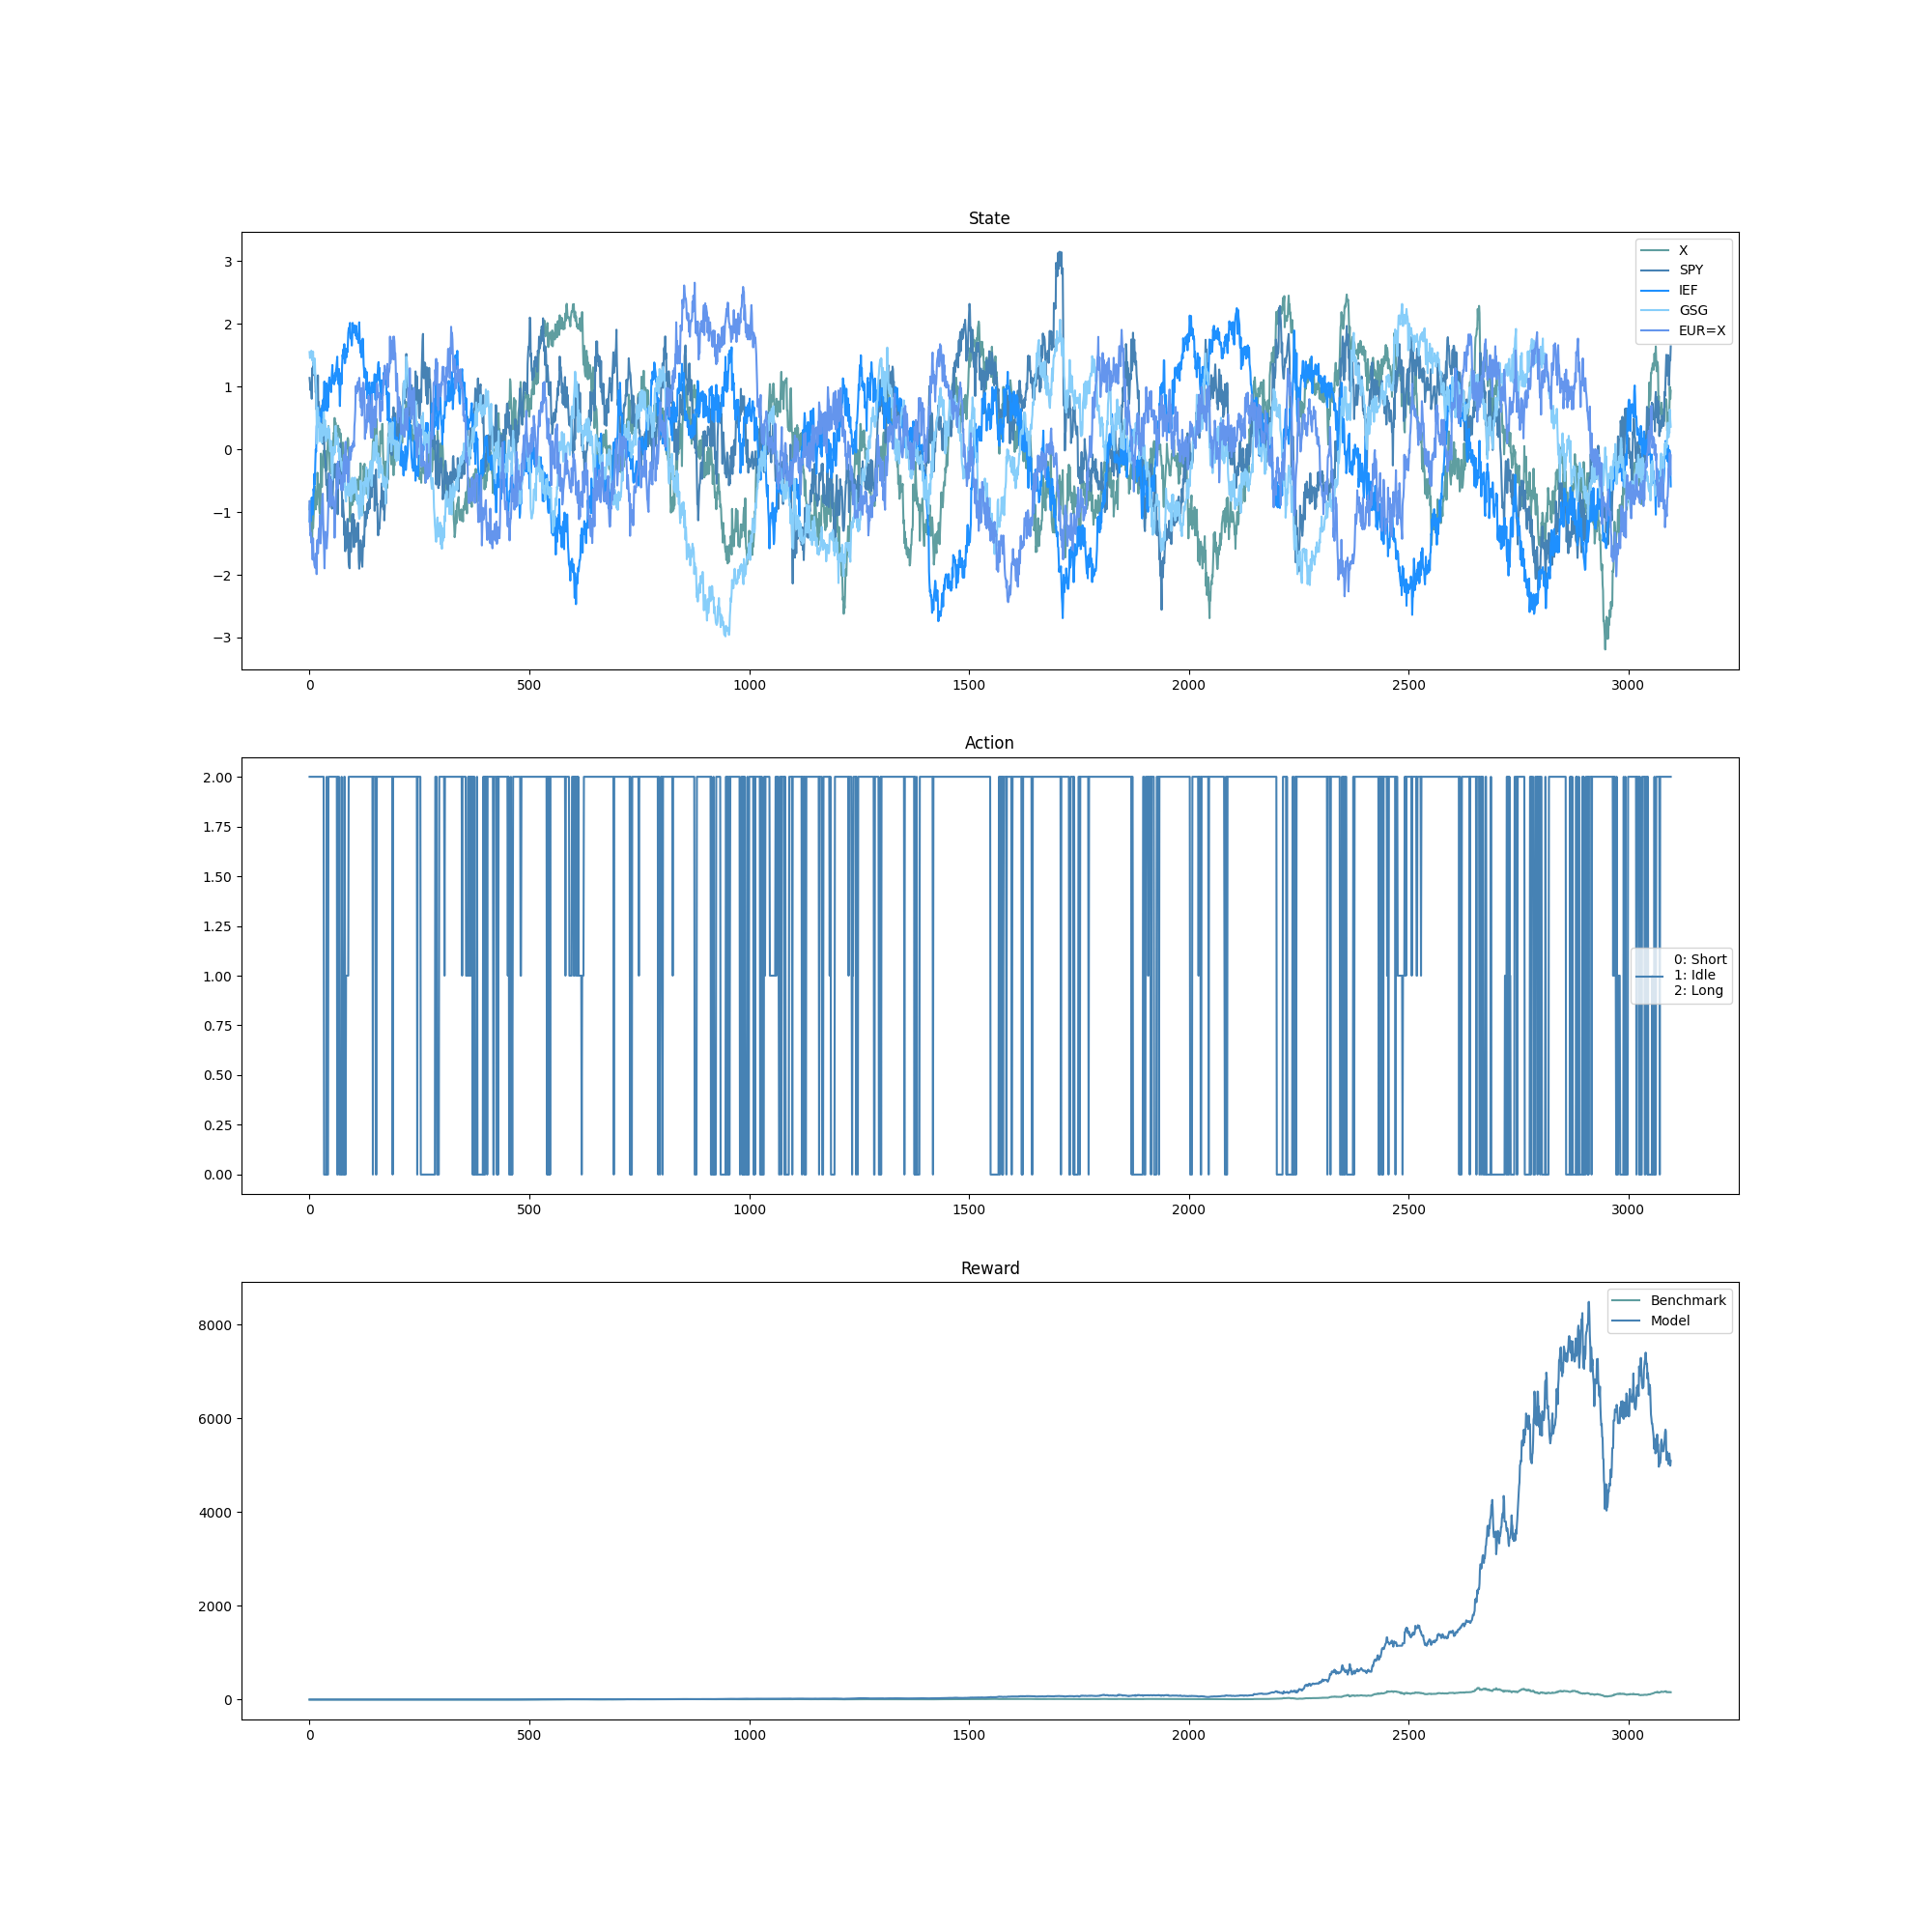 State
3
2
1
0
−1
−2
−3
X
SPY
IEF
GSG
EUR=X
0 500 1000 1500 2000 2500 3000
Action
2.00
1.75
1.50
1.25
1.00
0.75
0.50
0.25
0.00
0: Short
1: Idle
2: Long
0 500 1000 1500 2000 2500 3000
Reward
8000
6000
4000
2000
0
Benchmark
Model
0 500 1000 1500 2000 2500 3000